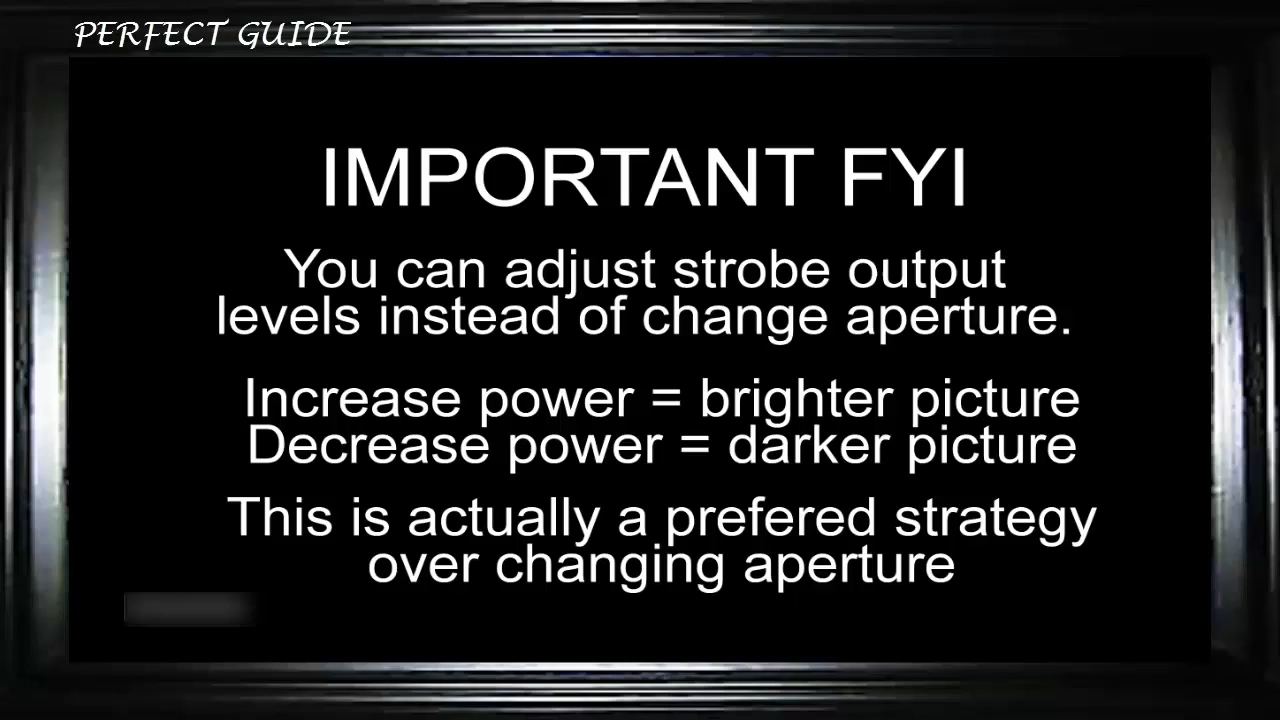 PERFECT GUIDE
IMPORTANT FYI
You can adjust strobe output
levels instead of change aperture.
Increase power = brighter picture
Decrease power = darker picture
This is actually a prefered strategy
over changing aperture